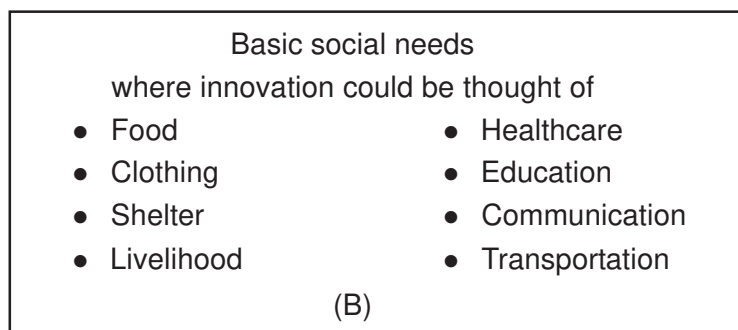 Basic social needs
where innovation could be thought of
● Food ● Healthcare
● Clothing ● Education
● Shelter ● Communication
● Livelihood ● Transportation
(B)